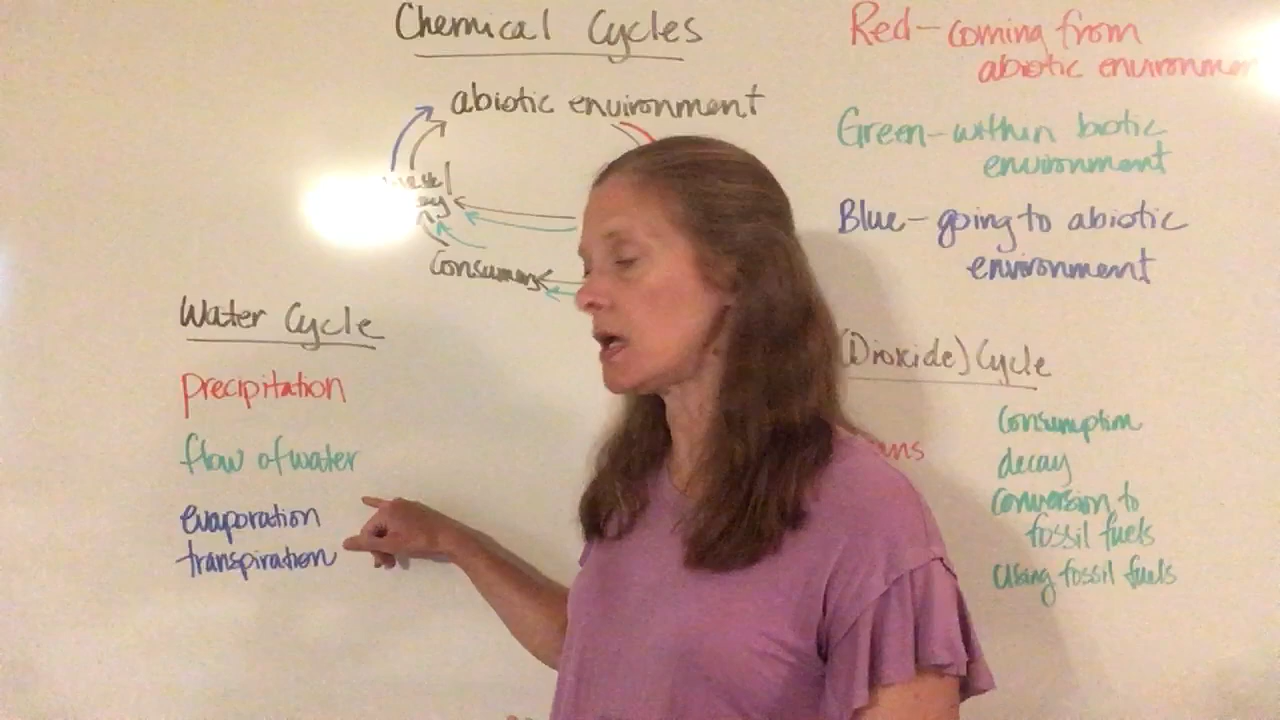 Chemical Cycles
abiotic environment
Consumers
Red- coming from
abiotic environmen
Green- within biotic
environment
Blue- going to abiotic
environment
Water Cycle
precipitation
flow of water
evaporation
transpiration
(Dioxide) Cycle
Consumption
decay
Conversion to
fossil fuels
Using fossil fuels